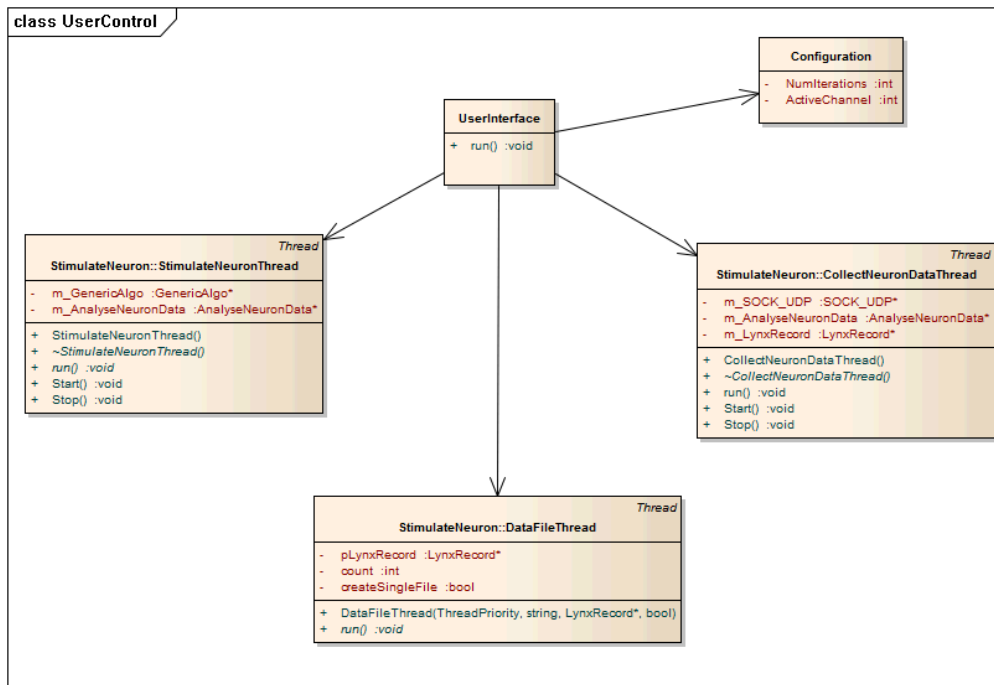 class UserControl
Configuration
- NumIterations :int
- ActiveChannel :int
UserInterface
+ run() :void
Thread
StimulateNeuron::StimulateNeuronThread
- m_GenericAlgo :GenericAlgo*
- m_AnalyseNeuronData :AnalyseNeuronData*
+ StimulateNeuronThread()
+ ~StimulateNeuronThread()
+ run() :void
+ Start() :void
+ Stop() :void
Thread
StimulateNeuron::CollectNeuronDataThread
- m_SOCK_UDP :SOCK_UDP*
- m_AnalyseNeuronData :AnalyseNeuronData*
- m_LynxRecord :LynxRecord*
+ CollectNeuronDataThread()
+ ~CollectNeuronDataThread()
+ run() :void
+ Start() :void
+ Stop() :void
Thread
StimulateNeuron::DataFileThread
- pLynxRecord :LynxRecord*
- count :int
- createSingleFile :bool
+ DataFileThread(ThreadPriority, string, LynxRecord*, bool)
+ run() :void